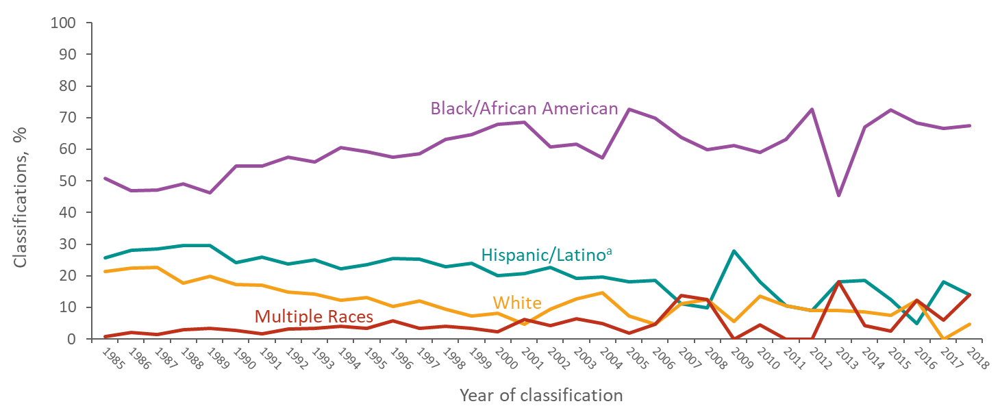 100
90
80
70
60
50
40
30
20
10
0
Classifications, %
Black/African American
Hispanic/Latinoᵃ
White
Multiple Races
1985 1986 1987 1988 1989 1990 1991 1992 1993 1994 1995 1996 1997 1998 1999 2000 2001 2002 2003 2004 2005 2006 2007 2008 2009 2010 2011 2012 2013 2014 2015 2016 2017 2018
Year of classification